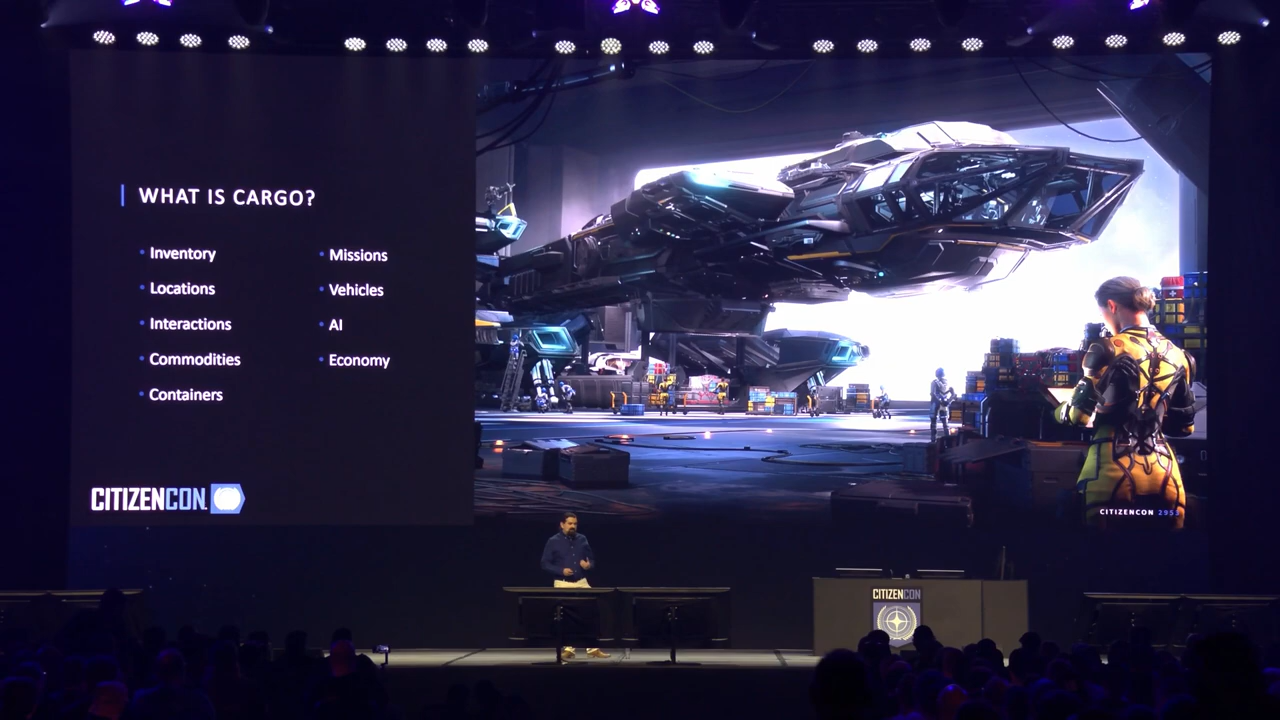 WHAT IS CARGO?
• Inventory
• Locations
• Interactions
• Commodities
• Containers
• Missions
• Vehicles
• AI
• Economy
CITIZENCON
CITIZENCON 2953
CITIZENCON